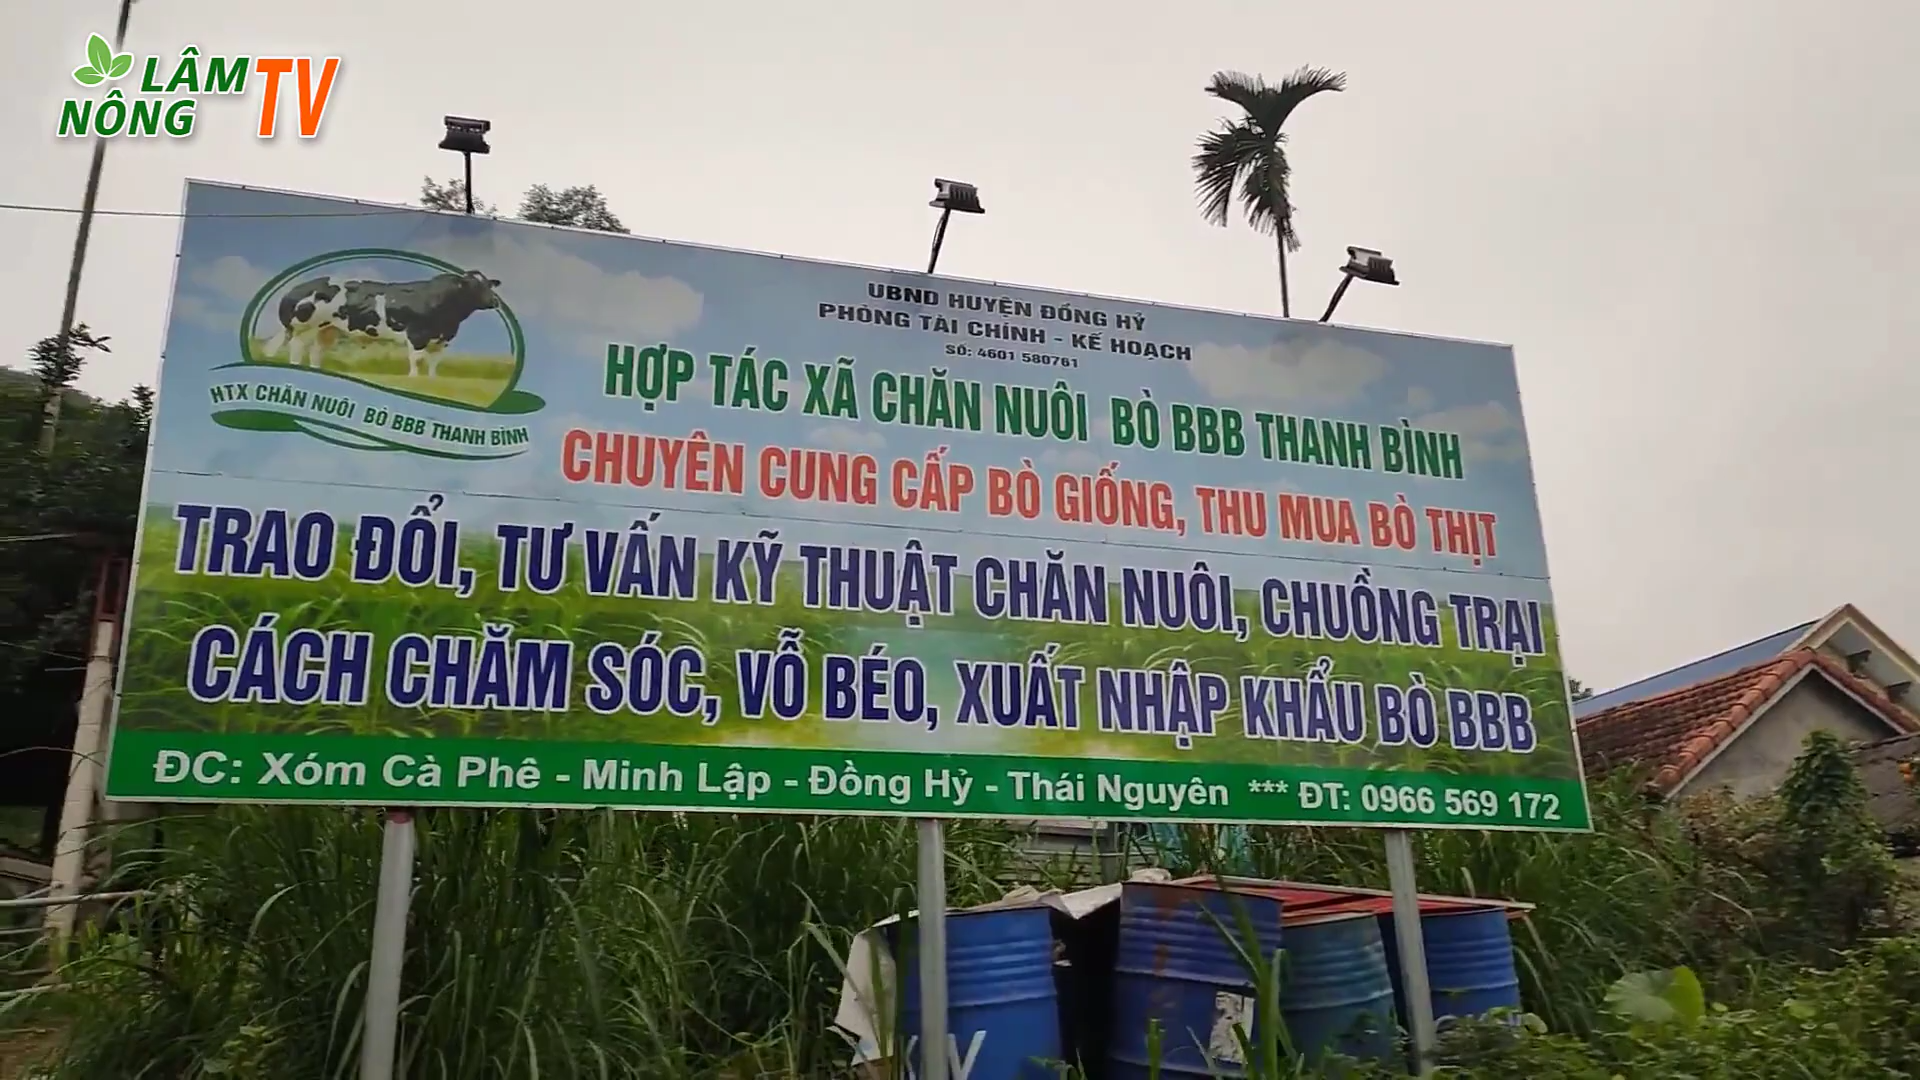 LÂM
NÔNG TV
UBND HUYỆN ĐỒNG HỶ
PHÒNG TÀI CHÍNH - KẾ HOẠCH
SỐ: 4601 580761
HTX CHĂN NUÔI BÒ BBB THANH BÌNH
HỢP TÁC XÃ CHĂN NUÔI BÒ BBB THANH BÌNH
CHUYÊN CUNG CẤP BÒ GIỐNG, THU MUA BÒ THỊT
TRAO ĐỔI, TƯ VẤN KỸ THUẬT CHĂN NUÔI, CHUỒNG TRẠI
CÁCH CHĂM SÓC, VỖ BÉO, XUẤT NHẬP KHẨU BÒ BBB
ĐC: Xóm Cà Phê - Minh Lập - Đồng Hỷ - Thái Nguyên *** ĐT: 0966 569 172